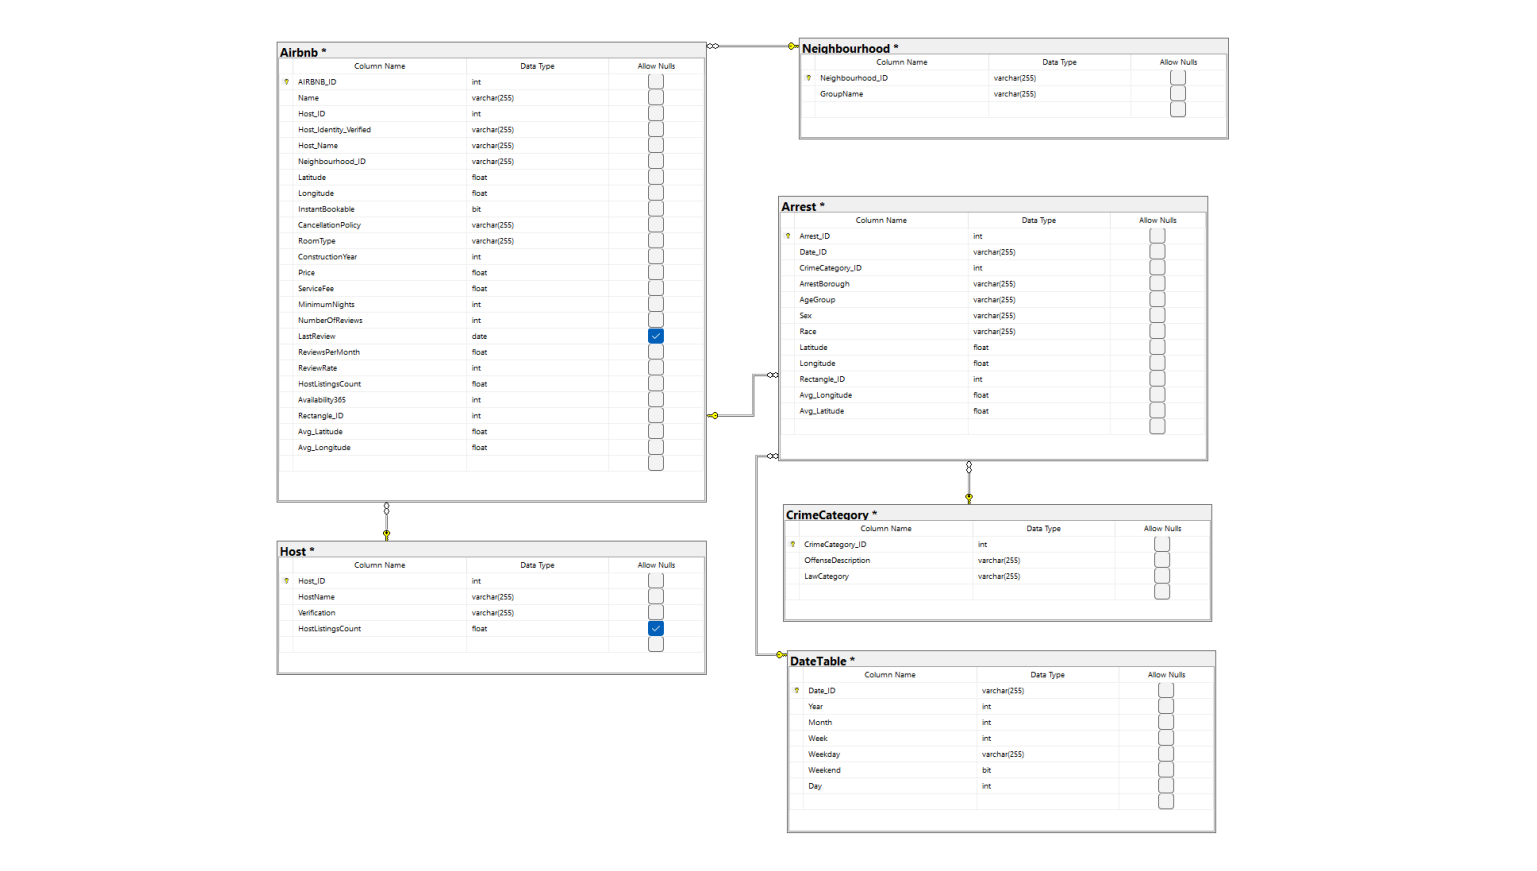 Airbnb *
Column Name Data Type Allow Nulls
AIRBNB_ID int
Name varchar(255)
Host_ID int
Host_Identity_Verified varchar(255)
Host_Name varchar(255)
Neighbourhood_ID varchar(255)
Latitude float
Longitude float
InstantBookable bit
CancellationPolicy varchar(255)
RoomType varchar(255)
ConstructionYear int
Price float
ServiceFee float
MinimumNights int
NumberOfReviews int
LastReview date
ReviewsPerMonth float
ReviewRate int
HostListingsCount float
Availability365 int
Rectangle_ID int
Avg_Latitude float
Avg_Longitude float
Host *
Column Name Data Type Allow Nulls
Host_ID int
HostName varchar(255)
Verification varchar(255)
HostListingsCount float
Neighbourhood *
Column Name Data Type Allow Nulls
Neighbourhood_ID varchar(255)
GroupName varchar(255)
Arrest *
Column Name Data Type Allow Nulls
Arrest_ID int
Date_ID varchar(255)
CrimeCategory_ID int
ArrestBorough varchar(255)
AgeGroup varchar(255)
Sex varchar(255)
Race varchar(255)
Latitude float
Longitude float
Rectangle_ID int
Avg_Longitude float
Avg_Latitude float
CrimeCategory *
Column Name Data Type Allow Nulls
CrimeCategory_ID int
OffenseDescription varchar(255)
LawCategory varchar(255)
DateTable *
Column Name Data Type Allow Nulls
Date_ID varchar(255)
Year int
Month int
Week int
Weekday varchar(255)
Weekend bit
Day int